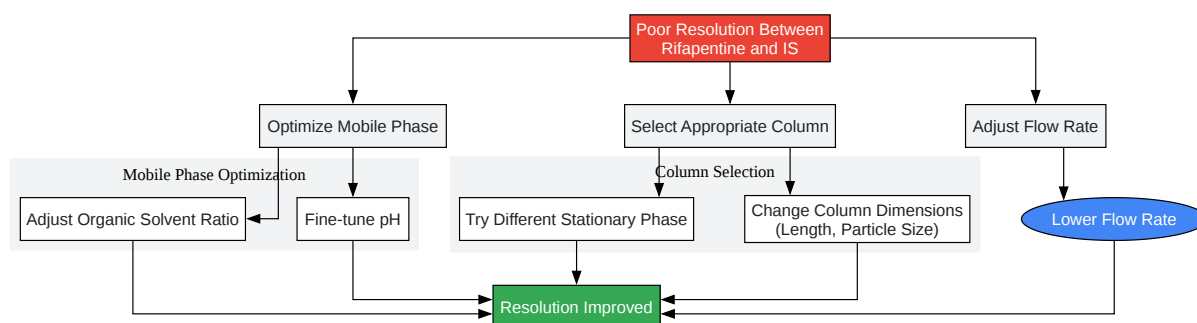 Poor Resolution Between
Rifapentine and IS
Optimize Mobile Phase
Select Appropriate Column
Adjust Flow Rate
Mobile Phase Optimization
Column Selection
Adjust Organic Solvent Ratio
Fine-tune pH
Try Different Stationary Phase
Change Column Dimensions
(Length, Particle Size)
Lower Flow Rate
Resolution Improved